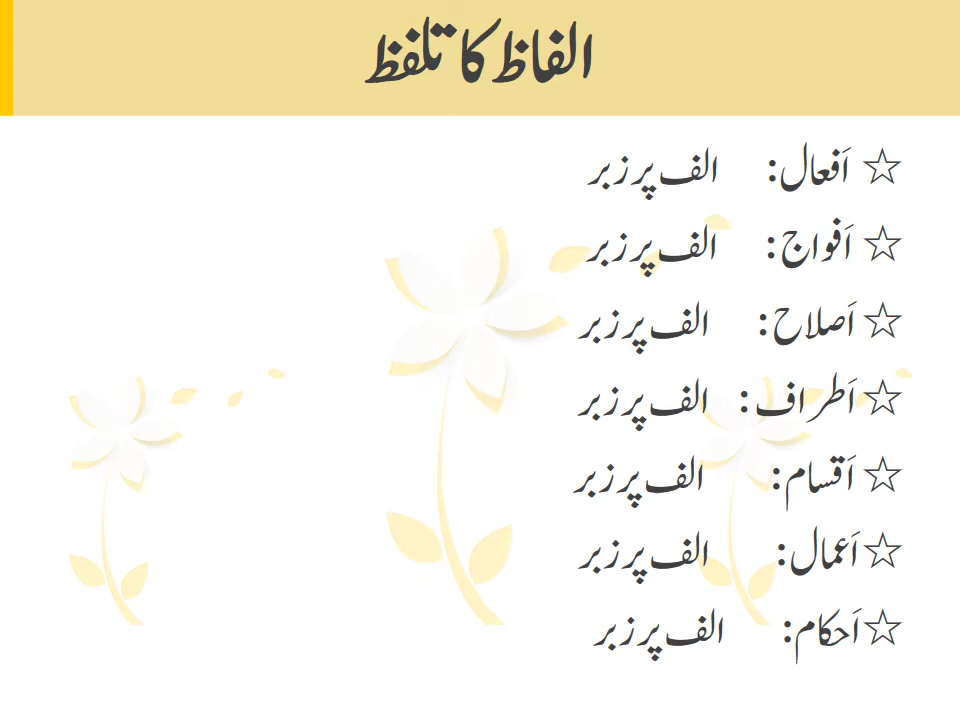 الفاظ کا تلفظ
☆ اَفعال: الف پر زبر
☆ اَفواج: الف پر زبر
☆ اَصلاح: الف پر زبر
☆ اَطراف: الف پر زبر
☆ اَقسام: الف پر زبر
☆ اَعمال: الف پر زبر
☆ اَحکام: الف پر زبر